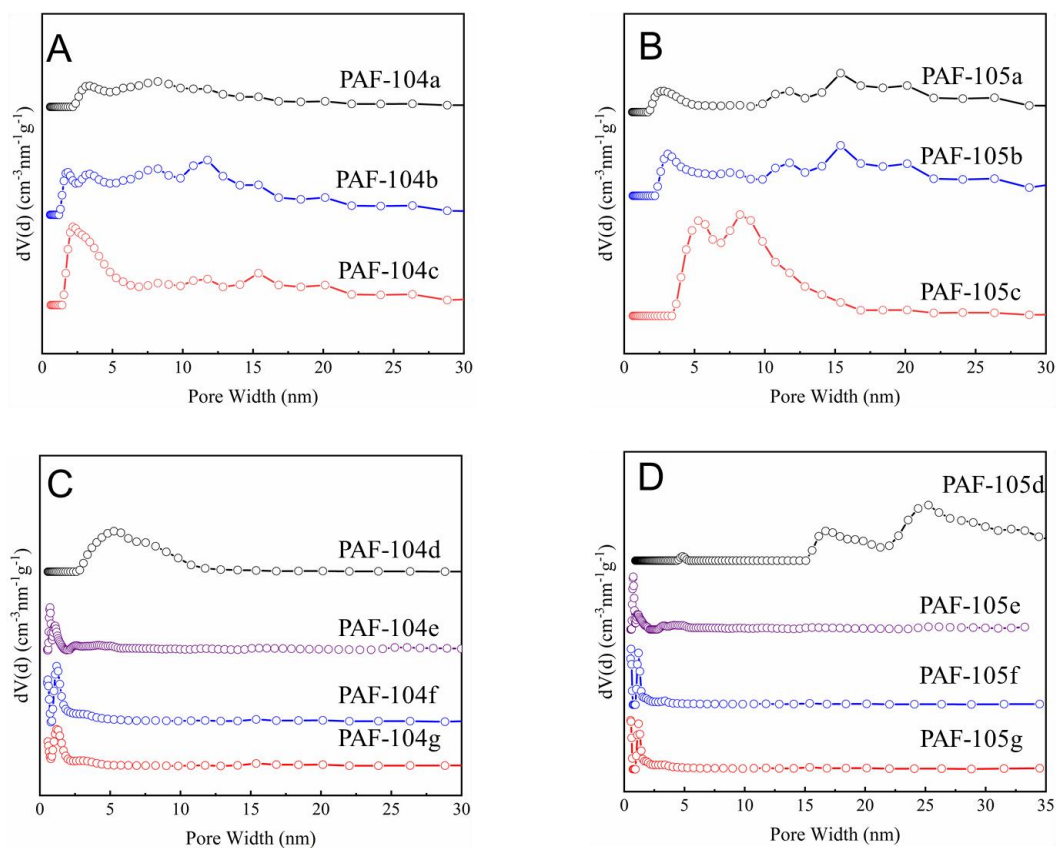 A
PAF-104a
PAF-104b
PAF-104c
dV(d) (cm⁻³nm⁻¹g⁻¹)
0 5 10 15 20 25 30
Pore Width (nm)
B
PAF-105a
PAF-105b
PAF-105c
dV(d) (cm⁻³nm⁻¹g⁻¹)
0 5 10 15 20 25 30
Pore Width (nm)
C
PAF-104d
PAF-104e
PAF-104f
PAF-104g
dV(d) (cm⁻³nm⁻¹g⁻¹)
0 5 10 15 20 25 30
Pore Width (nm)
D
PAF-105d
PAF-105e
PAF-105f
PAF-105g
dV(d) (cm⁻³nm⁻¹g⁻¹)
0 5 10 15 20 25 30 35
Pore Width (nm)